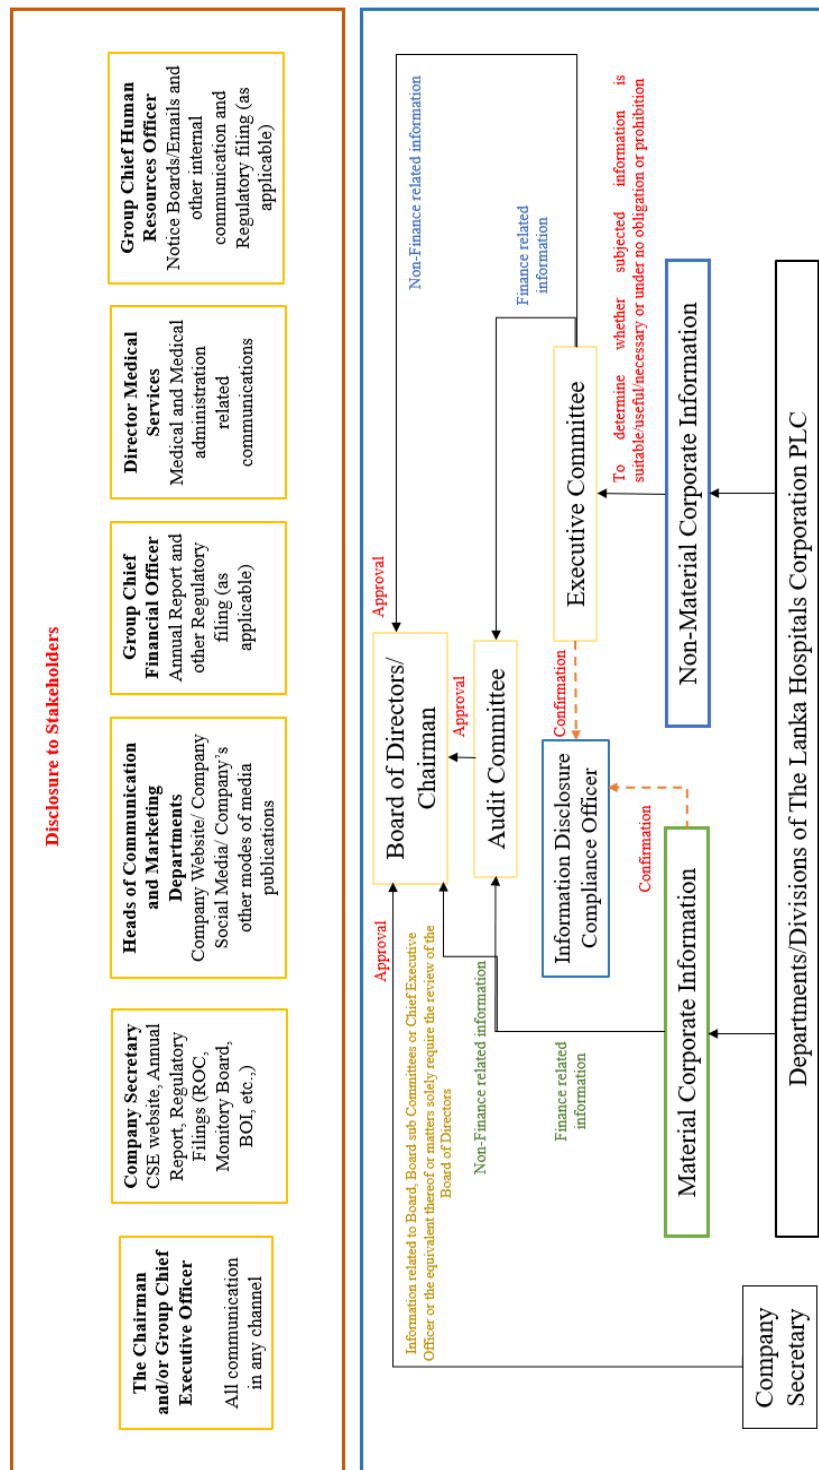 Disclosure to Stakeholders
The Chairman
and/or Group Chief
Executive Officer
All communication
in any channel
Company Secretary
CSE website, Annual
Report, Regulatory
Filings (ROC,
Monitory Board,
BOI, etc.,)
Heads of Communication
and Marketing
Departments
Company Website/ Company
Social Media/ Company's
other modes of media
publications
Group Chief
Financial Officer
Annual Report and
other Regulatory
filing (as
applicable)
Director Medical
Services
Medical and Medical
administration
related
communications
Group Chief Human
Resources Officer
Notice Boards/Emails and
other internal
communication and
Regulatory filing (as
applicable)
Approval
Approval
Board of Directors/
Chairman
Information related to Board, Board sub Committees or Chief Executive
Officer or the equivalent thereof or matters solely require the review of the
Board of Directors
Non-Finance related information
Approval
Non-Finance related information
Audit Committee
Finance related
information
Finance related
information
Information Disclosure
Compliance Officer
Confirmation
Executive Committee
Confirmation
To determine whether subjected information is
suitable/useful/necessary or under no obligation or prohibition
Material Corporate Information
Non-Material Corporate Information
Company
Secretary
Departments/Divisions of The Lanka Hospitals Corporation PLC